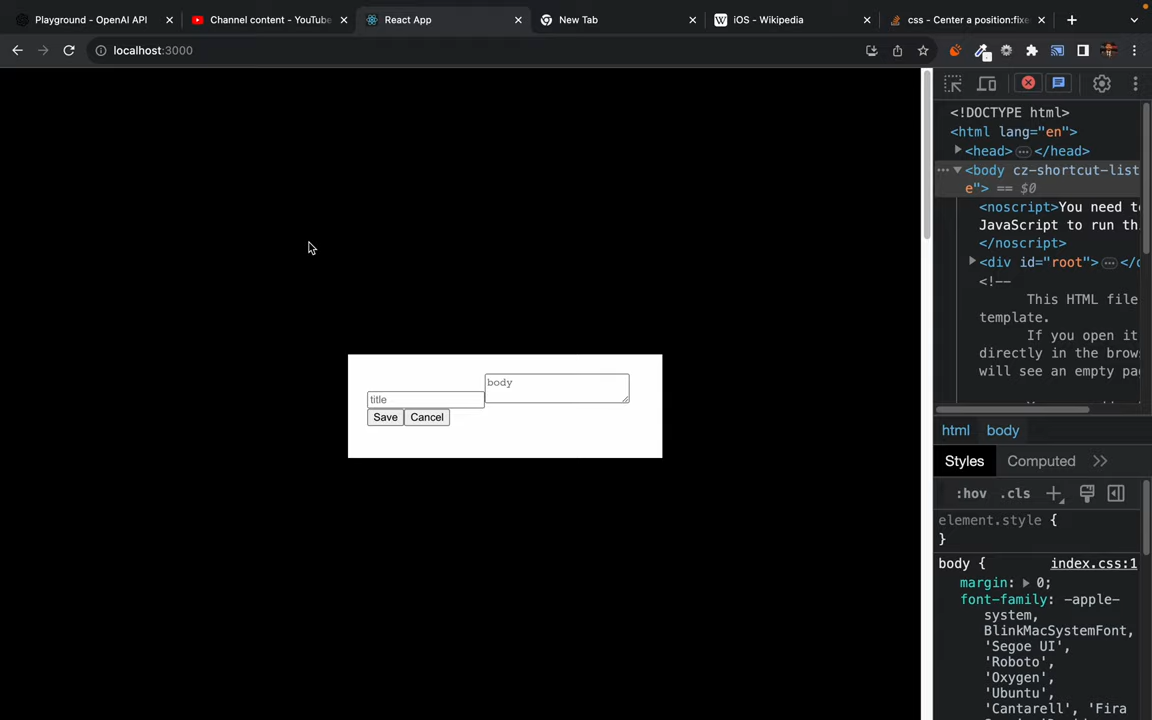 Playground - OpenAI API
Channel content - YouTube
React App
New Tab
iOS - Wikipedia
css - Center a position:fixe
localhost:3000
<!DOCTYPE html>
<html lang="en">
<head> ... </head>
<body cz-shortcut-list
e"> == $0
<noscript>You need to
JavaScript to run thi
</noscript>
<div id="root"> ... </d
<!--
This HTML file
template.
If you open it
directly in the brows
will see an empty pag
body
title
Save Cancel
html body
Styles Computed
:hov .cls
element.style {
}
body { index.css:1
margin: 0;
font-family: -apple-
system,
BlinkMacSystemFont,
'Segoe UI',
'Roboto',
'Oxygen',
'Ubuntu',
'Cantarell', 'Fira